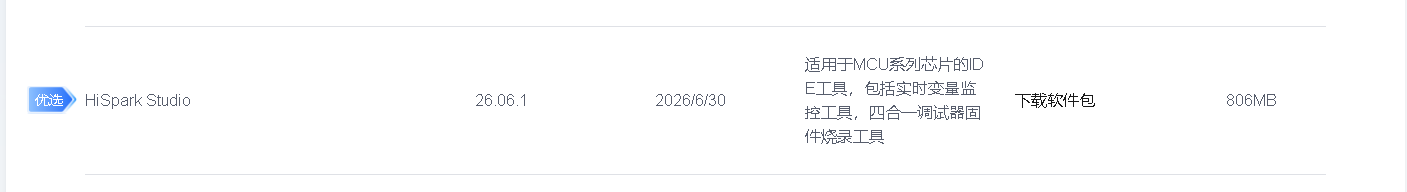 优选
HiSpark Studio
26.06.1
2026/6/30
适用于MCU系列芯片的ID
E工具，包括实时变量监
控工具，四合一调试器固
件烧录工具
下载软件包
806MB